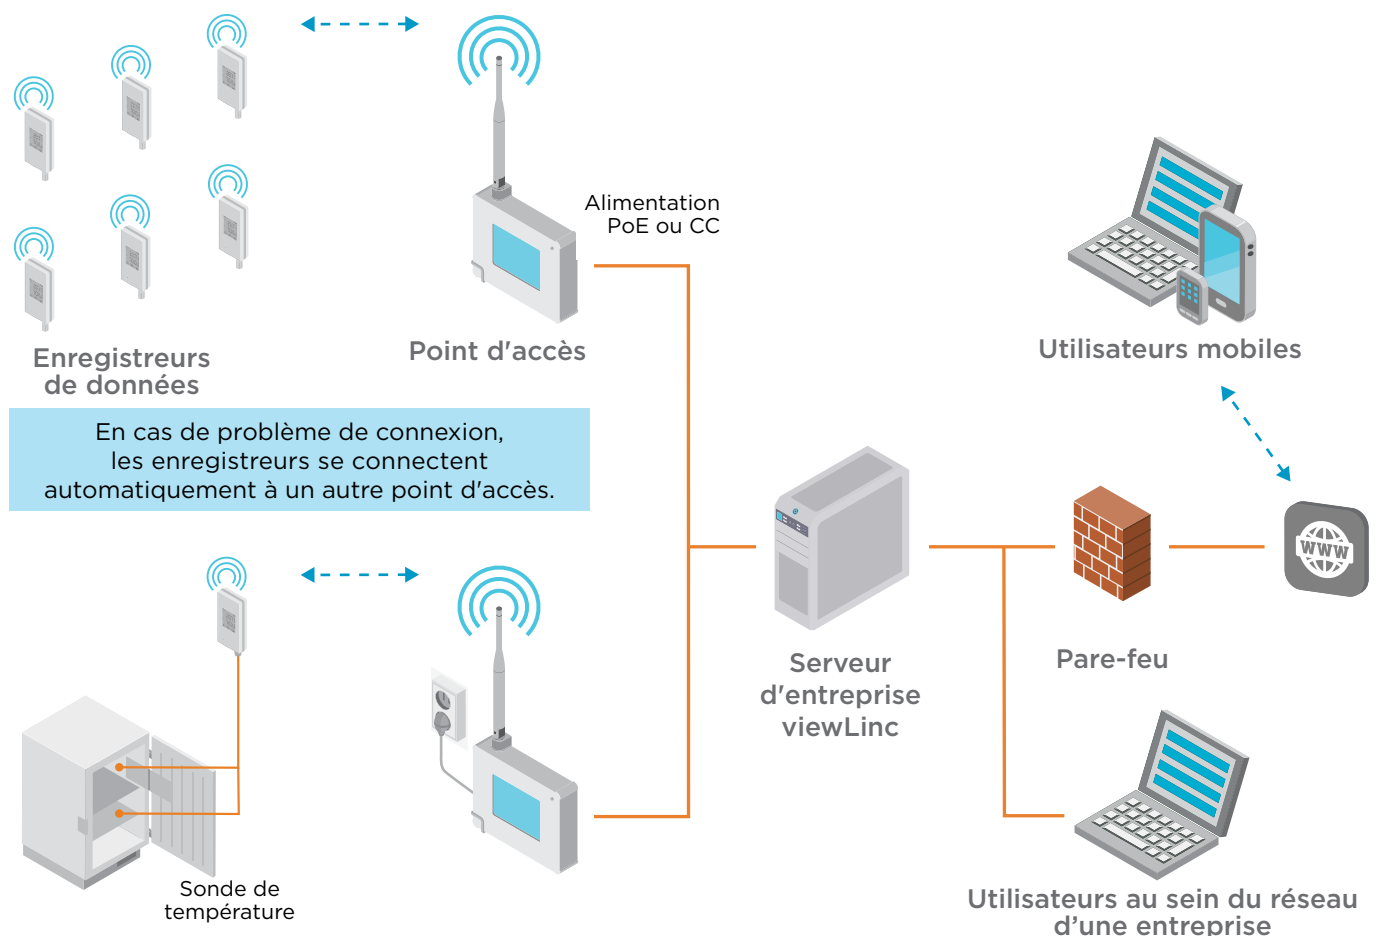 Alimentation
PoE ou CC
Enregistreurs
de données
Point d'accès
Utilisateurs mobiles
En cas de problème de connexion,
les enregistreurs se connectent
automatiquement à un autre point d'accès.
WWW
Serveur
d'entreprise
viewLinc
Pare-feu
Sonde de
température
Utilisateurs au sein du réseau
d’une entreprise